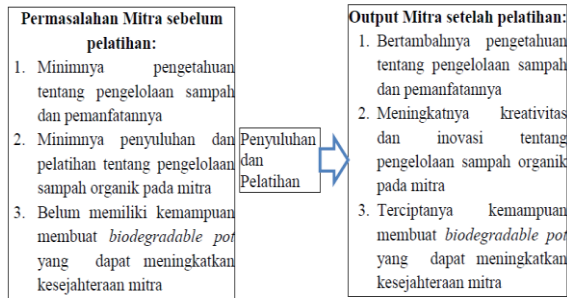 Permasalahan Mitra sebelum
pelatihan:
1. Minimnya pengetahuan
tentang pengelolaan sampah
dan pemanfatannya
2. Minimnya penyuluhan dan
pelatihan tentang pengelolaan
sampah organik pada mitra
3. Belum memiliki kemampuan
membuat biodegradable pot
yang dapat meningkatkan
kesejahteraan mitra
Penyuluhan
dan
Pelatihan
Output Mitra setelah pelatihan:
1. Bertambahnya pengetahuan
tentang pengelolaan sampah
dan pemanfatannya
2. Meningkatnya kreativitas
dan inovasi tentang
pengelolaan sampah organik
pada mitra
3. Terciptanya kemampuan
membuat biodegradable pot
yang dapat meningkatkan
kesejahteraan mitra